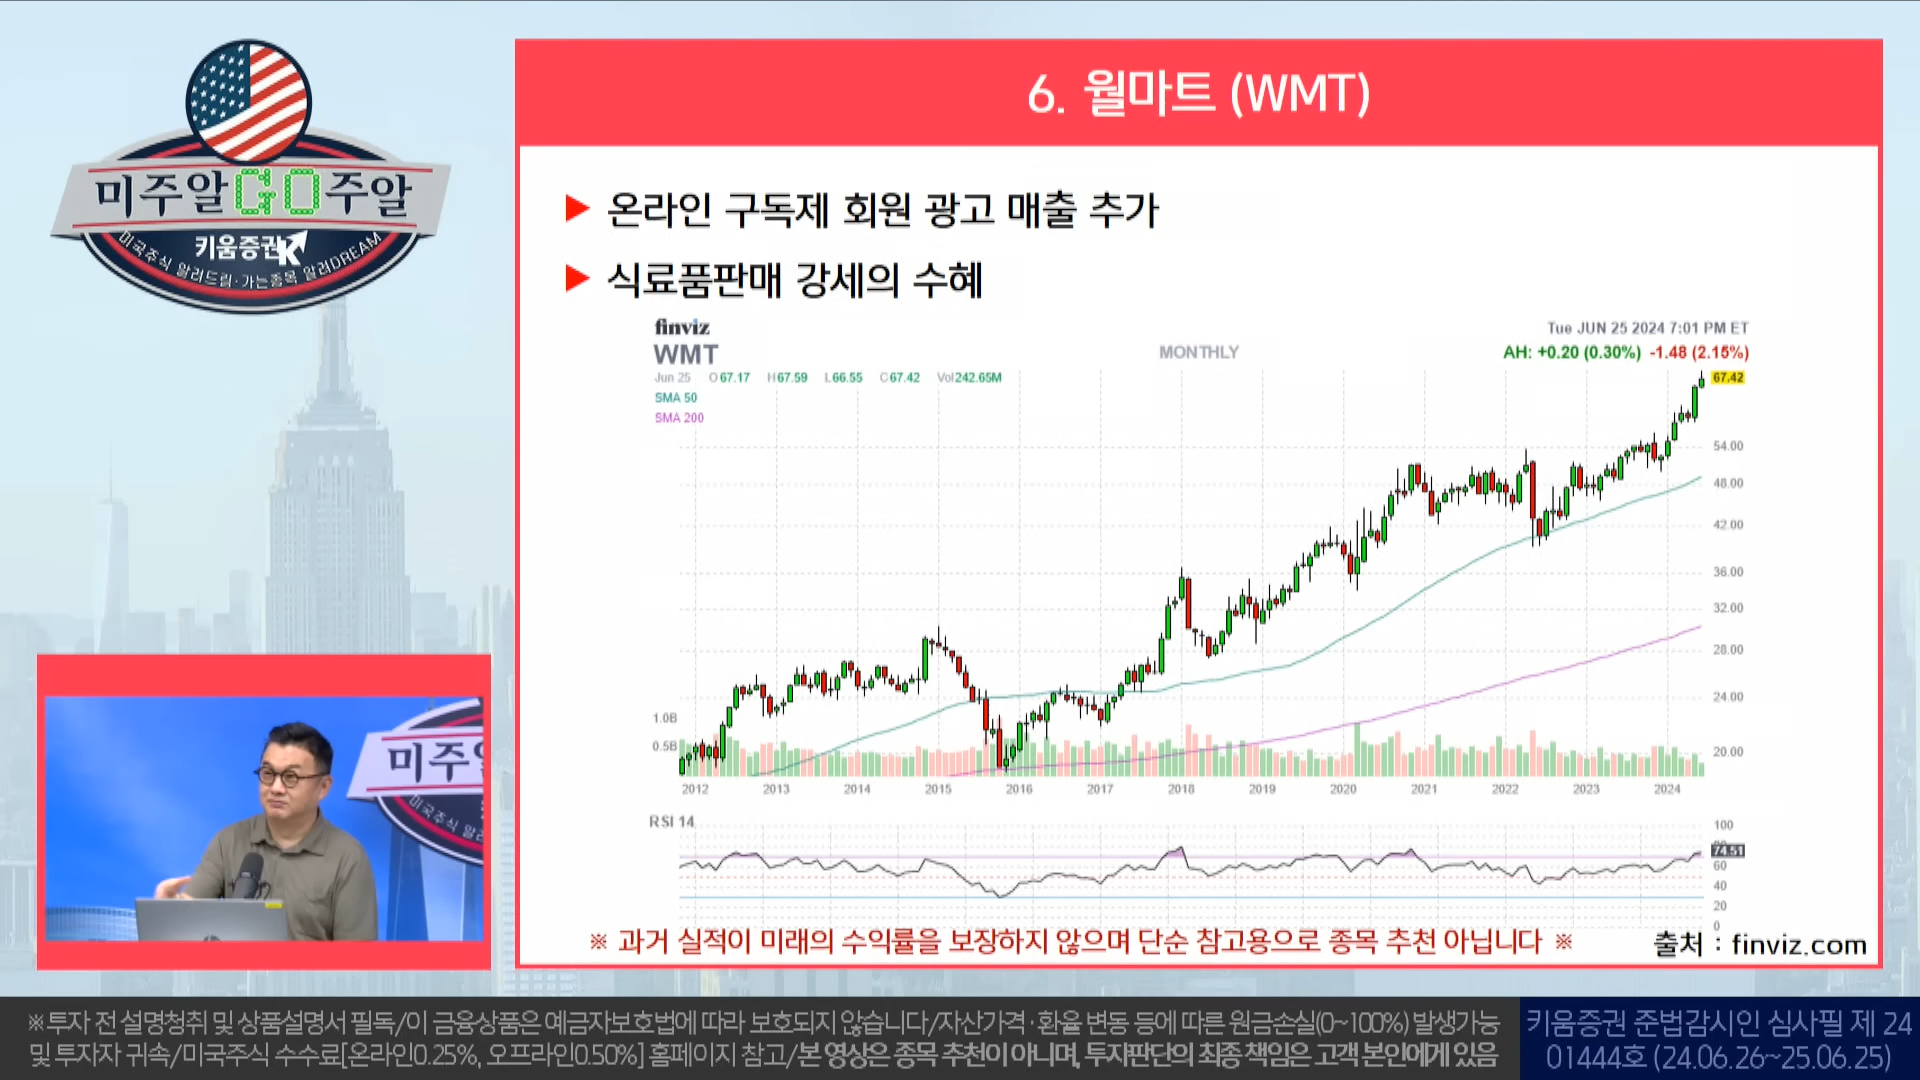 미주알GO주알
키움증권
미국주식 알려드림·가는종목 알려DREAM
6. 월마트 (WMT)
▶ 온라인 구독제 회원 광고 매출 추가
▶ 식료품판매 강세의 수혜
finviz
Tue JUN 25 2024 7:01 PM ET
WMT
MONTHLY
AH: +0.20 (0.30%) -1.48 (2.15%)
Jun 25 O67.17 H67.59 L66.55 C67.42 Vol242.65M
67.42
SMA 50
SMA 200
54.00
48.00
42.00
36.00
32.00
28.00
24.00
1.0B
0.5B
20.00
2012 2013 2014 2015 2016 2017 2018 2019 2020 2021 2022 2023 2024
RSI 14
100
74.51
60
40
20
0
※ 과거 실적이 미래의 수익률을 보장하지 않으며 단순 참고용으로 종목 추천 아닙니다 ※
출처 : finviz.com
미주알
미국주식 알
※투자 전 설명청취 및 상품설명서 필독/이 금융상품은 예금자보호법에 따라 보호되지 않습니다/자산가격·환율 변동 등에 따른 원금손실(0~100%) 발생가능
및 투자자 귀속/미국주식 수수료[온라인0.25%, 오프라인0.50%] 홈페이지 참고/본 영상은 종목 추천이 아니며, 투자판단의 최종 책임은 고객 본인에게 있음
키움증권 준법감시인 심사필 제 24
01444호 (24.06.26~25.06.25)